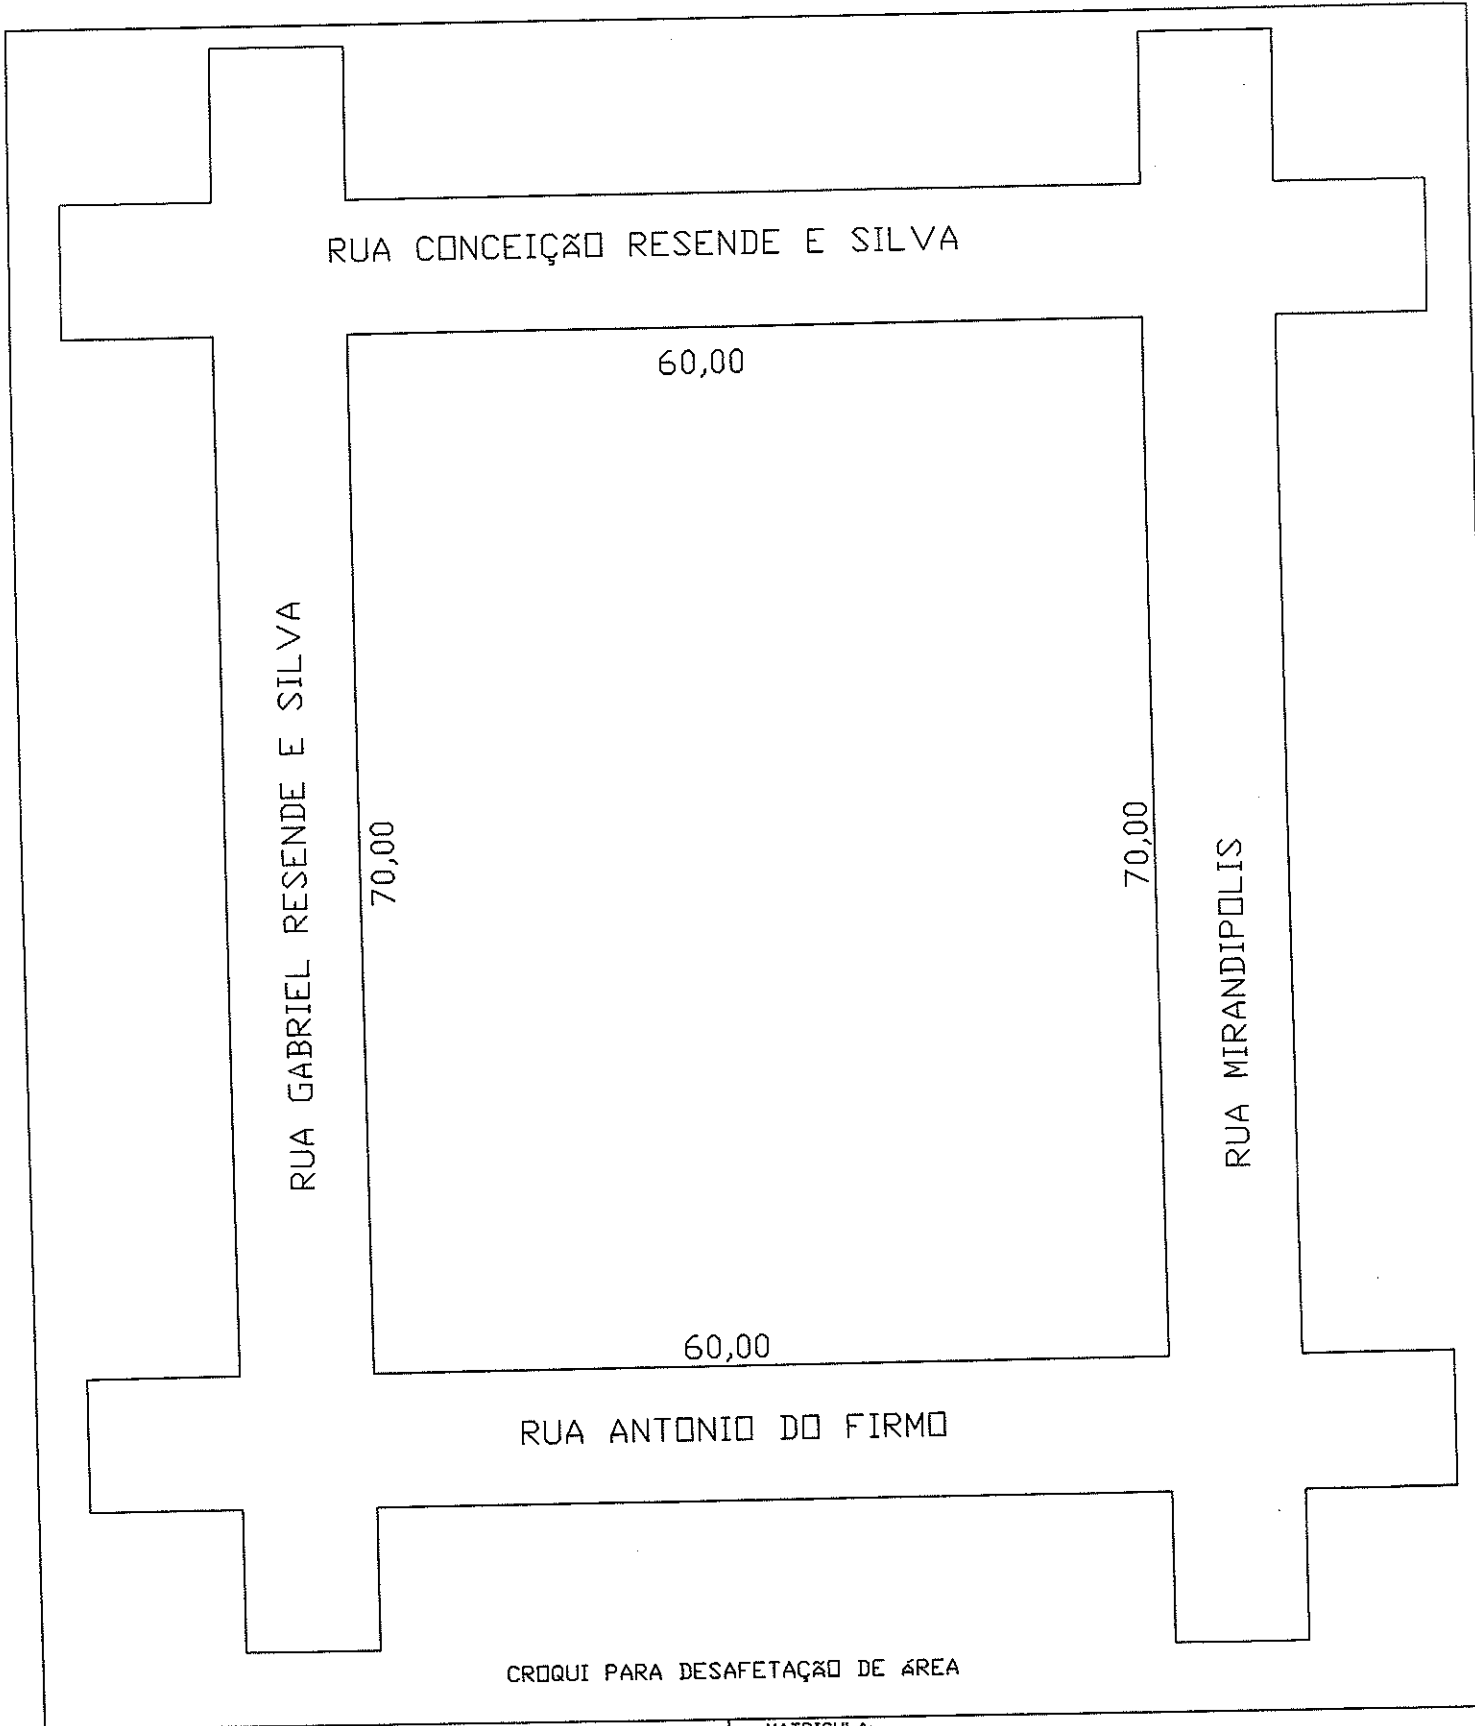 RUA CONCEIÇÃO RESENDE E SILVA
60,00
RUA GABRIEL RESENDE E SILVA
70,00
70,00
RUA MIRANDIPOLIS
60,00
RUA ANTONIO DO FIRMO
CROQUI PARA DESAFETAÇÃO DE ÁREA